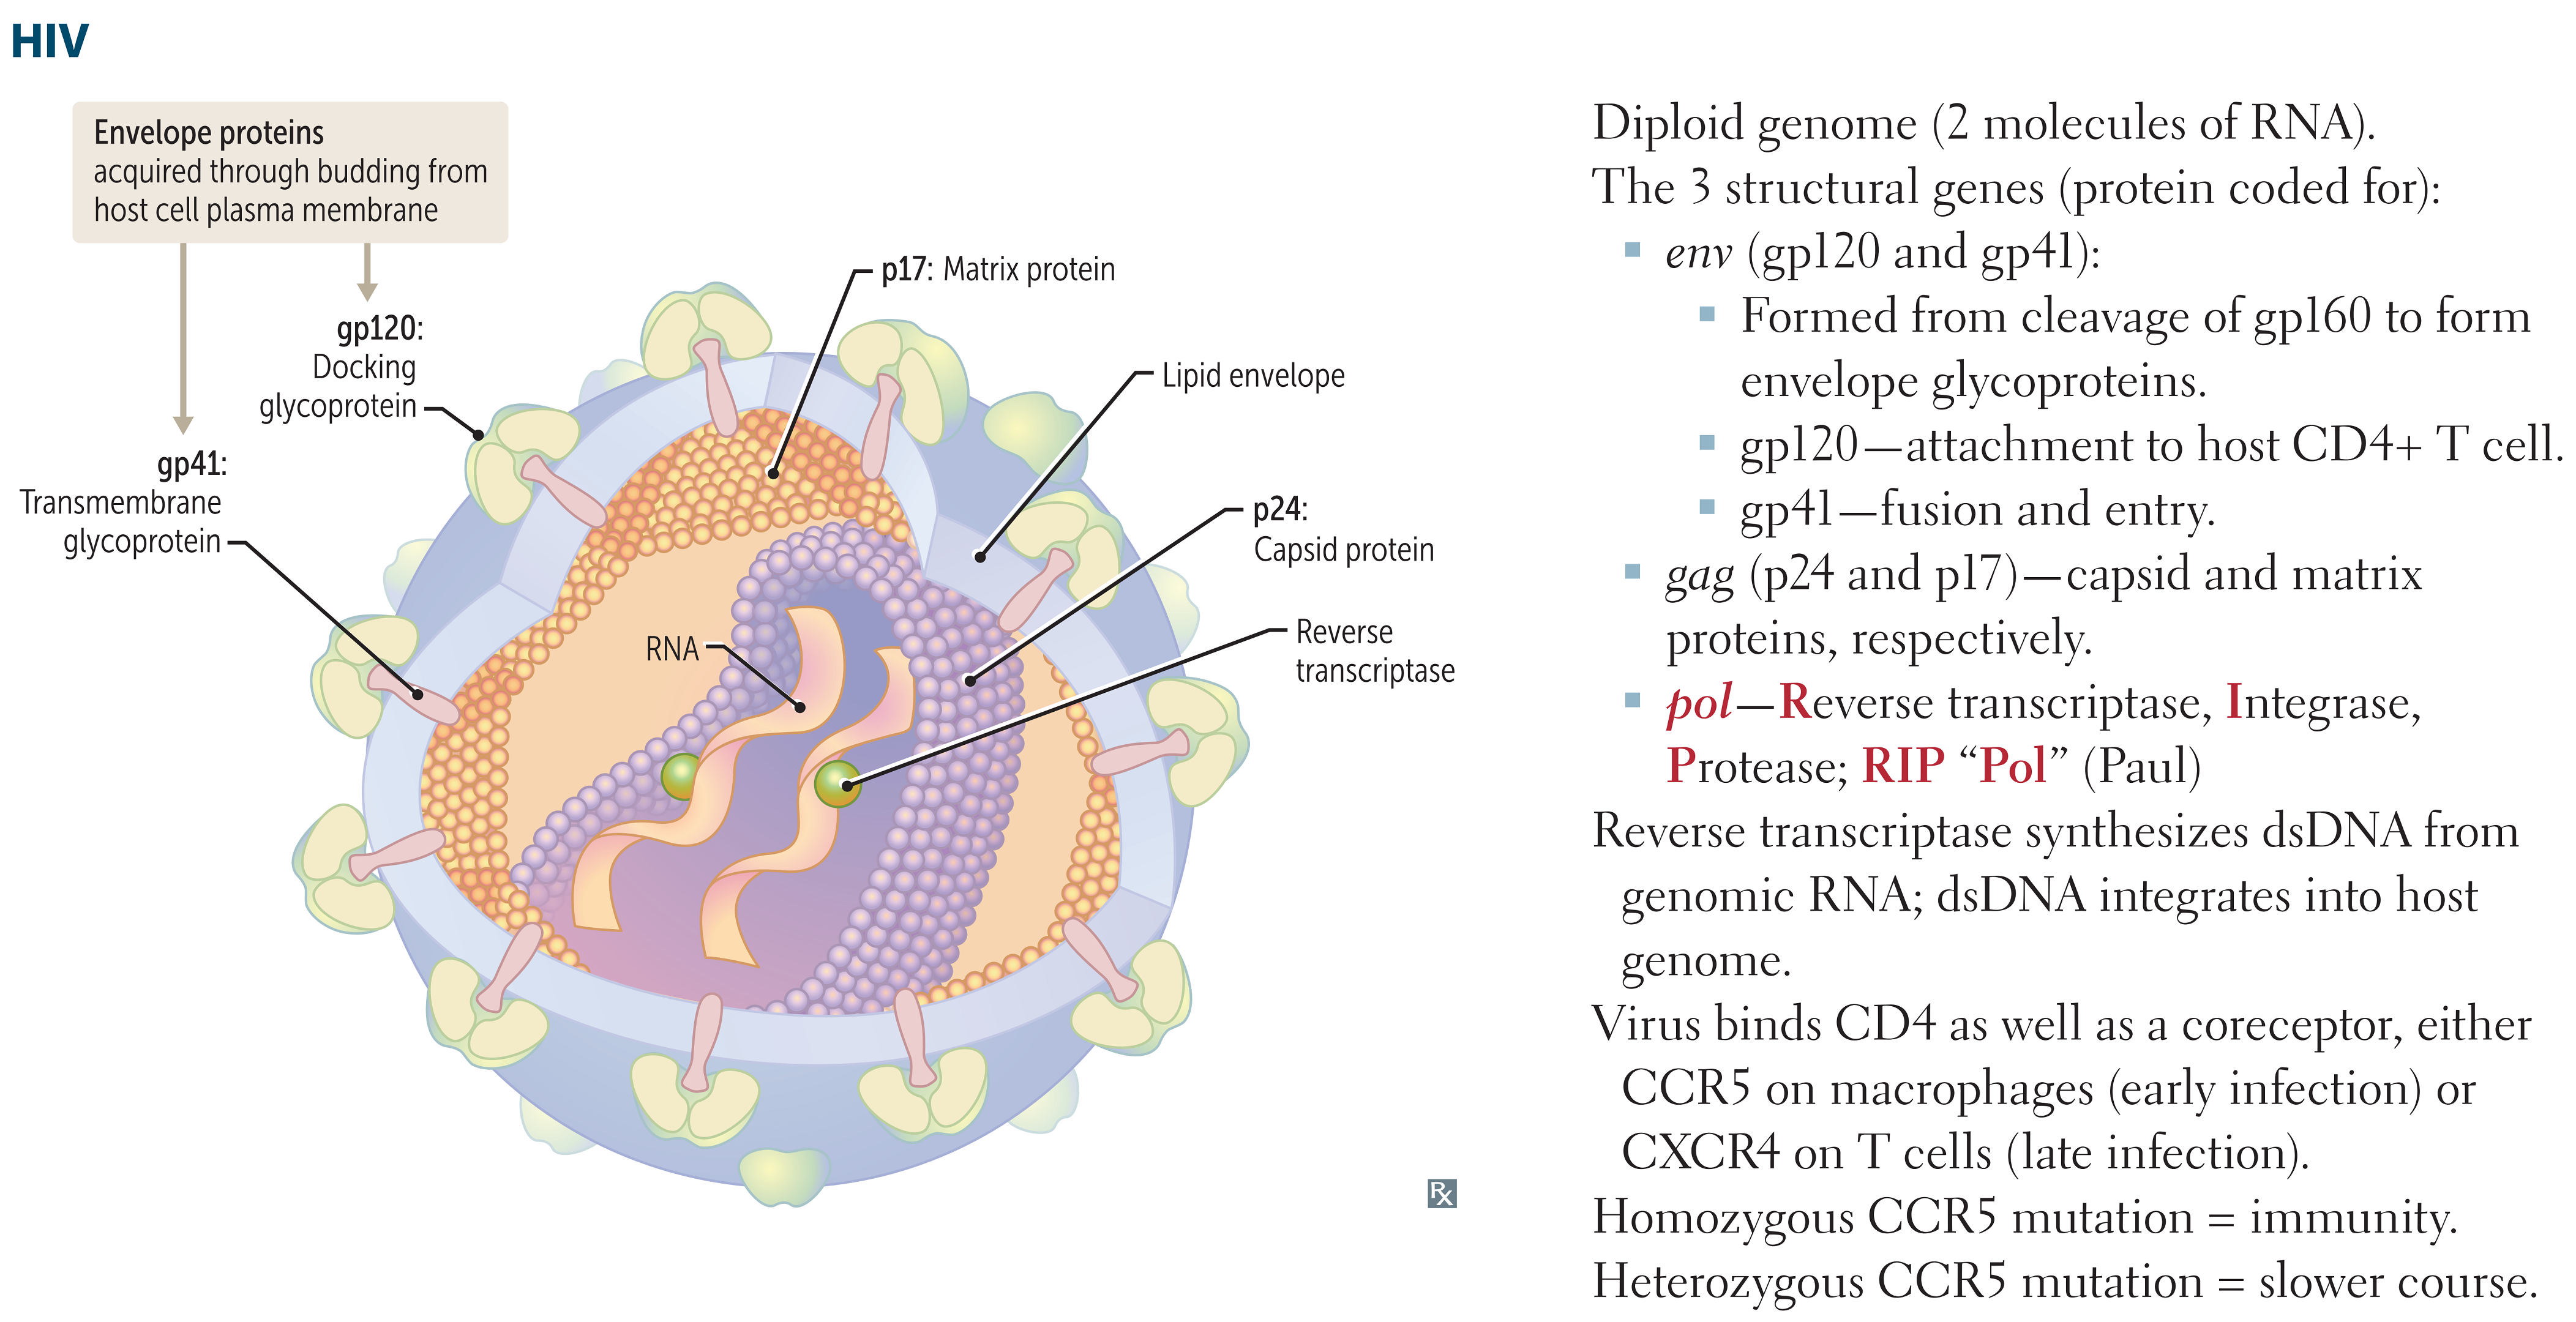 HIV
Envelope proteins
acquired through budding from
host cell plasma membrane
gp120:
Docking
glycoprotein
gp41:
Transmembrane
glycoprotein
p17: Matrix protein
Lipid envelope
p24:
Capsid protein
RNA
Reverse
transcriptase
Rx
Diploid genome (2 molecules of RNA).
The 3 structural genes (protein coded for):
▪ env (gp120 and gp41):
▪ Formed from cleavage of gp160 to form
envelope glycoproteins.
▪ gp120—attachment to host CD4+ T cell.
▪ gp41—fusion and entry.
▪ gag (p24 and p17)—capsid and matrix
proteins, respectively.
▪ pol—Reverse transcriptase, Integrase,
Protease; RIP “Pol” (Paul)
Reverse transcriptase synthesizes dsDNA from
genomic RNA; dsDNA integrates into host
genome.
Virus binds CD4 as well as a coreceptor, either
CCR5 on macrophages (early infection) or
CXCR4 on T cells (late infection).
Homozygous CCR5 mutation = immunity.
Heterozygous CCR5 mutation = slower course.